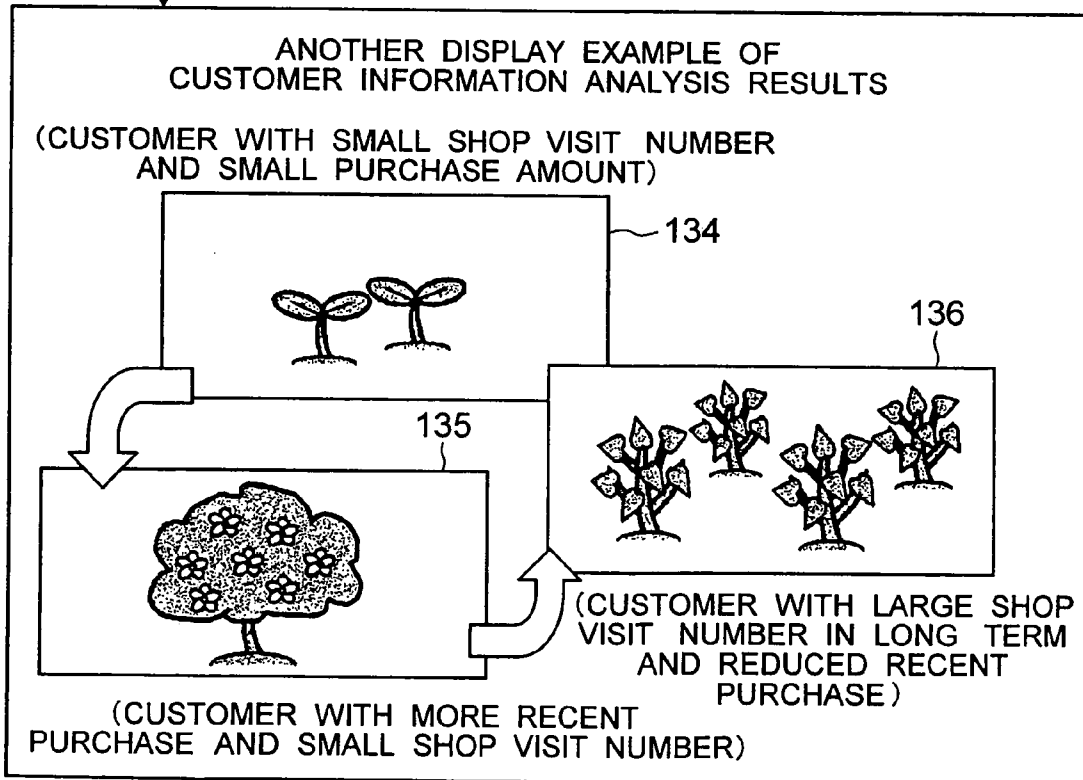 ANOTHER DISPLAY EXAMPLE OF
CUSTOMER INFORMATION ANALYSIS RESULTS
(CUSTOMER WITH SMALL SHOP VISIT NUMBER
AND SMALL PURCHASE AMOUNT)
134
136
135
(CUSTOMER WITH LARGE SHOP
VISIT NUMBER IN LONG TERM
AND REDUCED RECENT
PURCHASE)
(CUSTOMER WITH MORE RECENT
PURCHASE AND SMALL SHOP VISIT NUMBER)